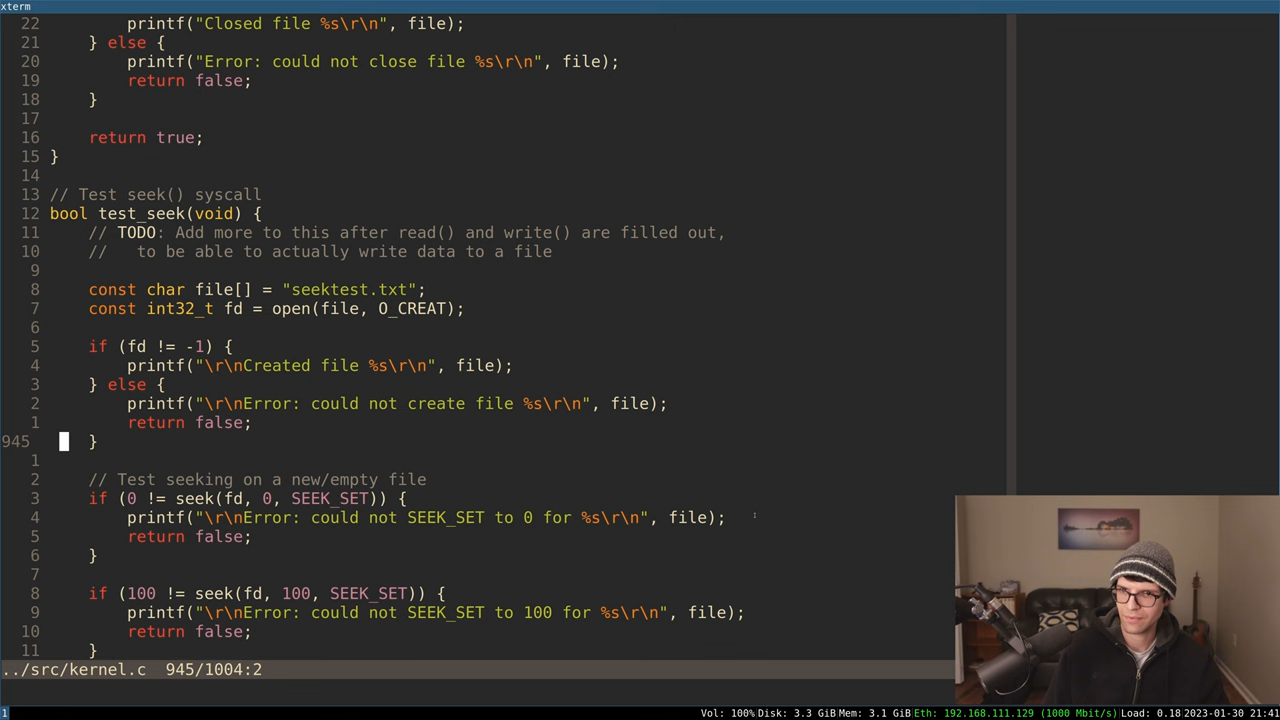 xterm
22 printf("Closed file %s\r\n", file);
21 } else {
20 printf("Error: could not close file %s\r\n", file);
19 return false;
18 }
17
16 return true;
15 }
14
13 // Test seek() syscall
12 bool test_seek(void) {
11 // TODO: Add more to this after read() and write() are filled out,
10 // to be able to actually write data to a file
9
8 const char file[] = "seektest.txt";
7 const int32_t fd = open(file, O_CREAT);
6
5 if (fd != -1) {
4 printf("\r\nCreated file %s\r\n", file);
3 } else {
2 printf("\r\nError: could not create file %s\r\n", file);
1 return false;
945 }
1
2 // Test seeking on a new/empty file
3 if (0 != seek(fd, 0, SEEK_SET)) {
4 printf("\r\nError: could not SEEK_SET to 0 for %s\r\n", file);
5 return false;
6 }
7
8 if (100 != seek(fd, 100, SEEK_SET)) {
9 printf("\r\nError: could not SEEK_SET to 100 for %s\r\n", file);
10 return false;
11 }
../src/kernel.c 945/1004:2
1 Vol: 100% Disk: 3.3 GiB Mem: 3.1 GiB Eth: 192.168.111.129 (1000 Mbit/s) Load: 0.18 2023-01-30 21:41